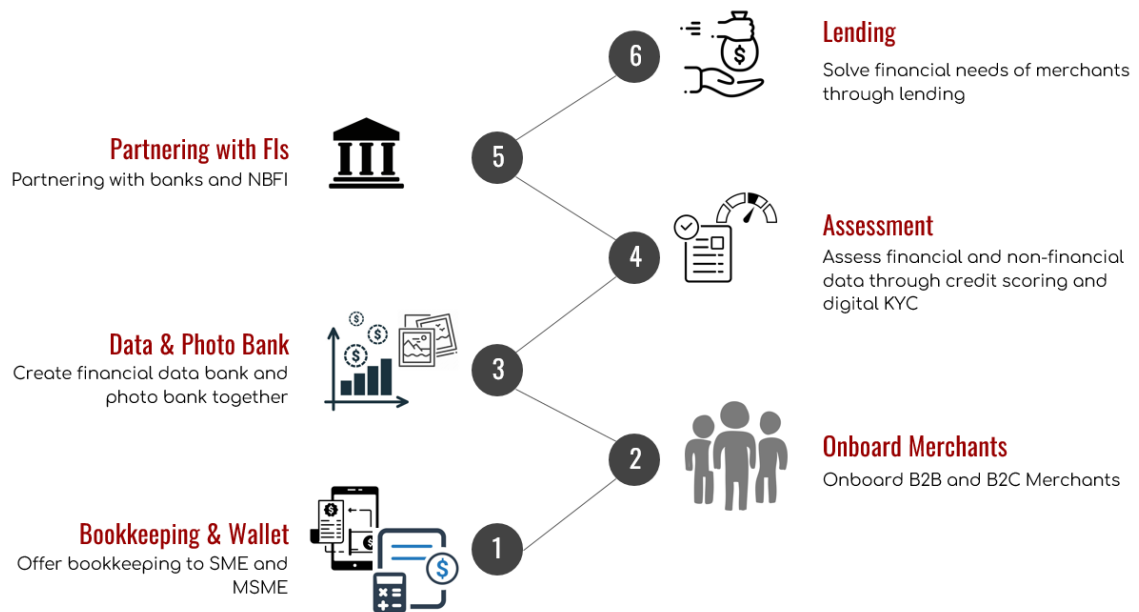 6
Lending
Solve financial needs of merchants
through lending
Partnering with FIs
Partnering with banks and NBFI
5
4
Assessment
Assess financial and non-financial
data through credit scoring and
digital KYC
Data & Photo Bank
Create financial data bank and
photo bank together
3
2
Onboard Merchants
Onboard B2B and B2C Merchants
Bookkeeping & Wallet
Offer bookkeeping to SME and
MSME
1